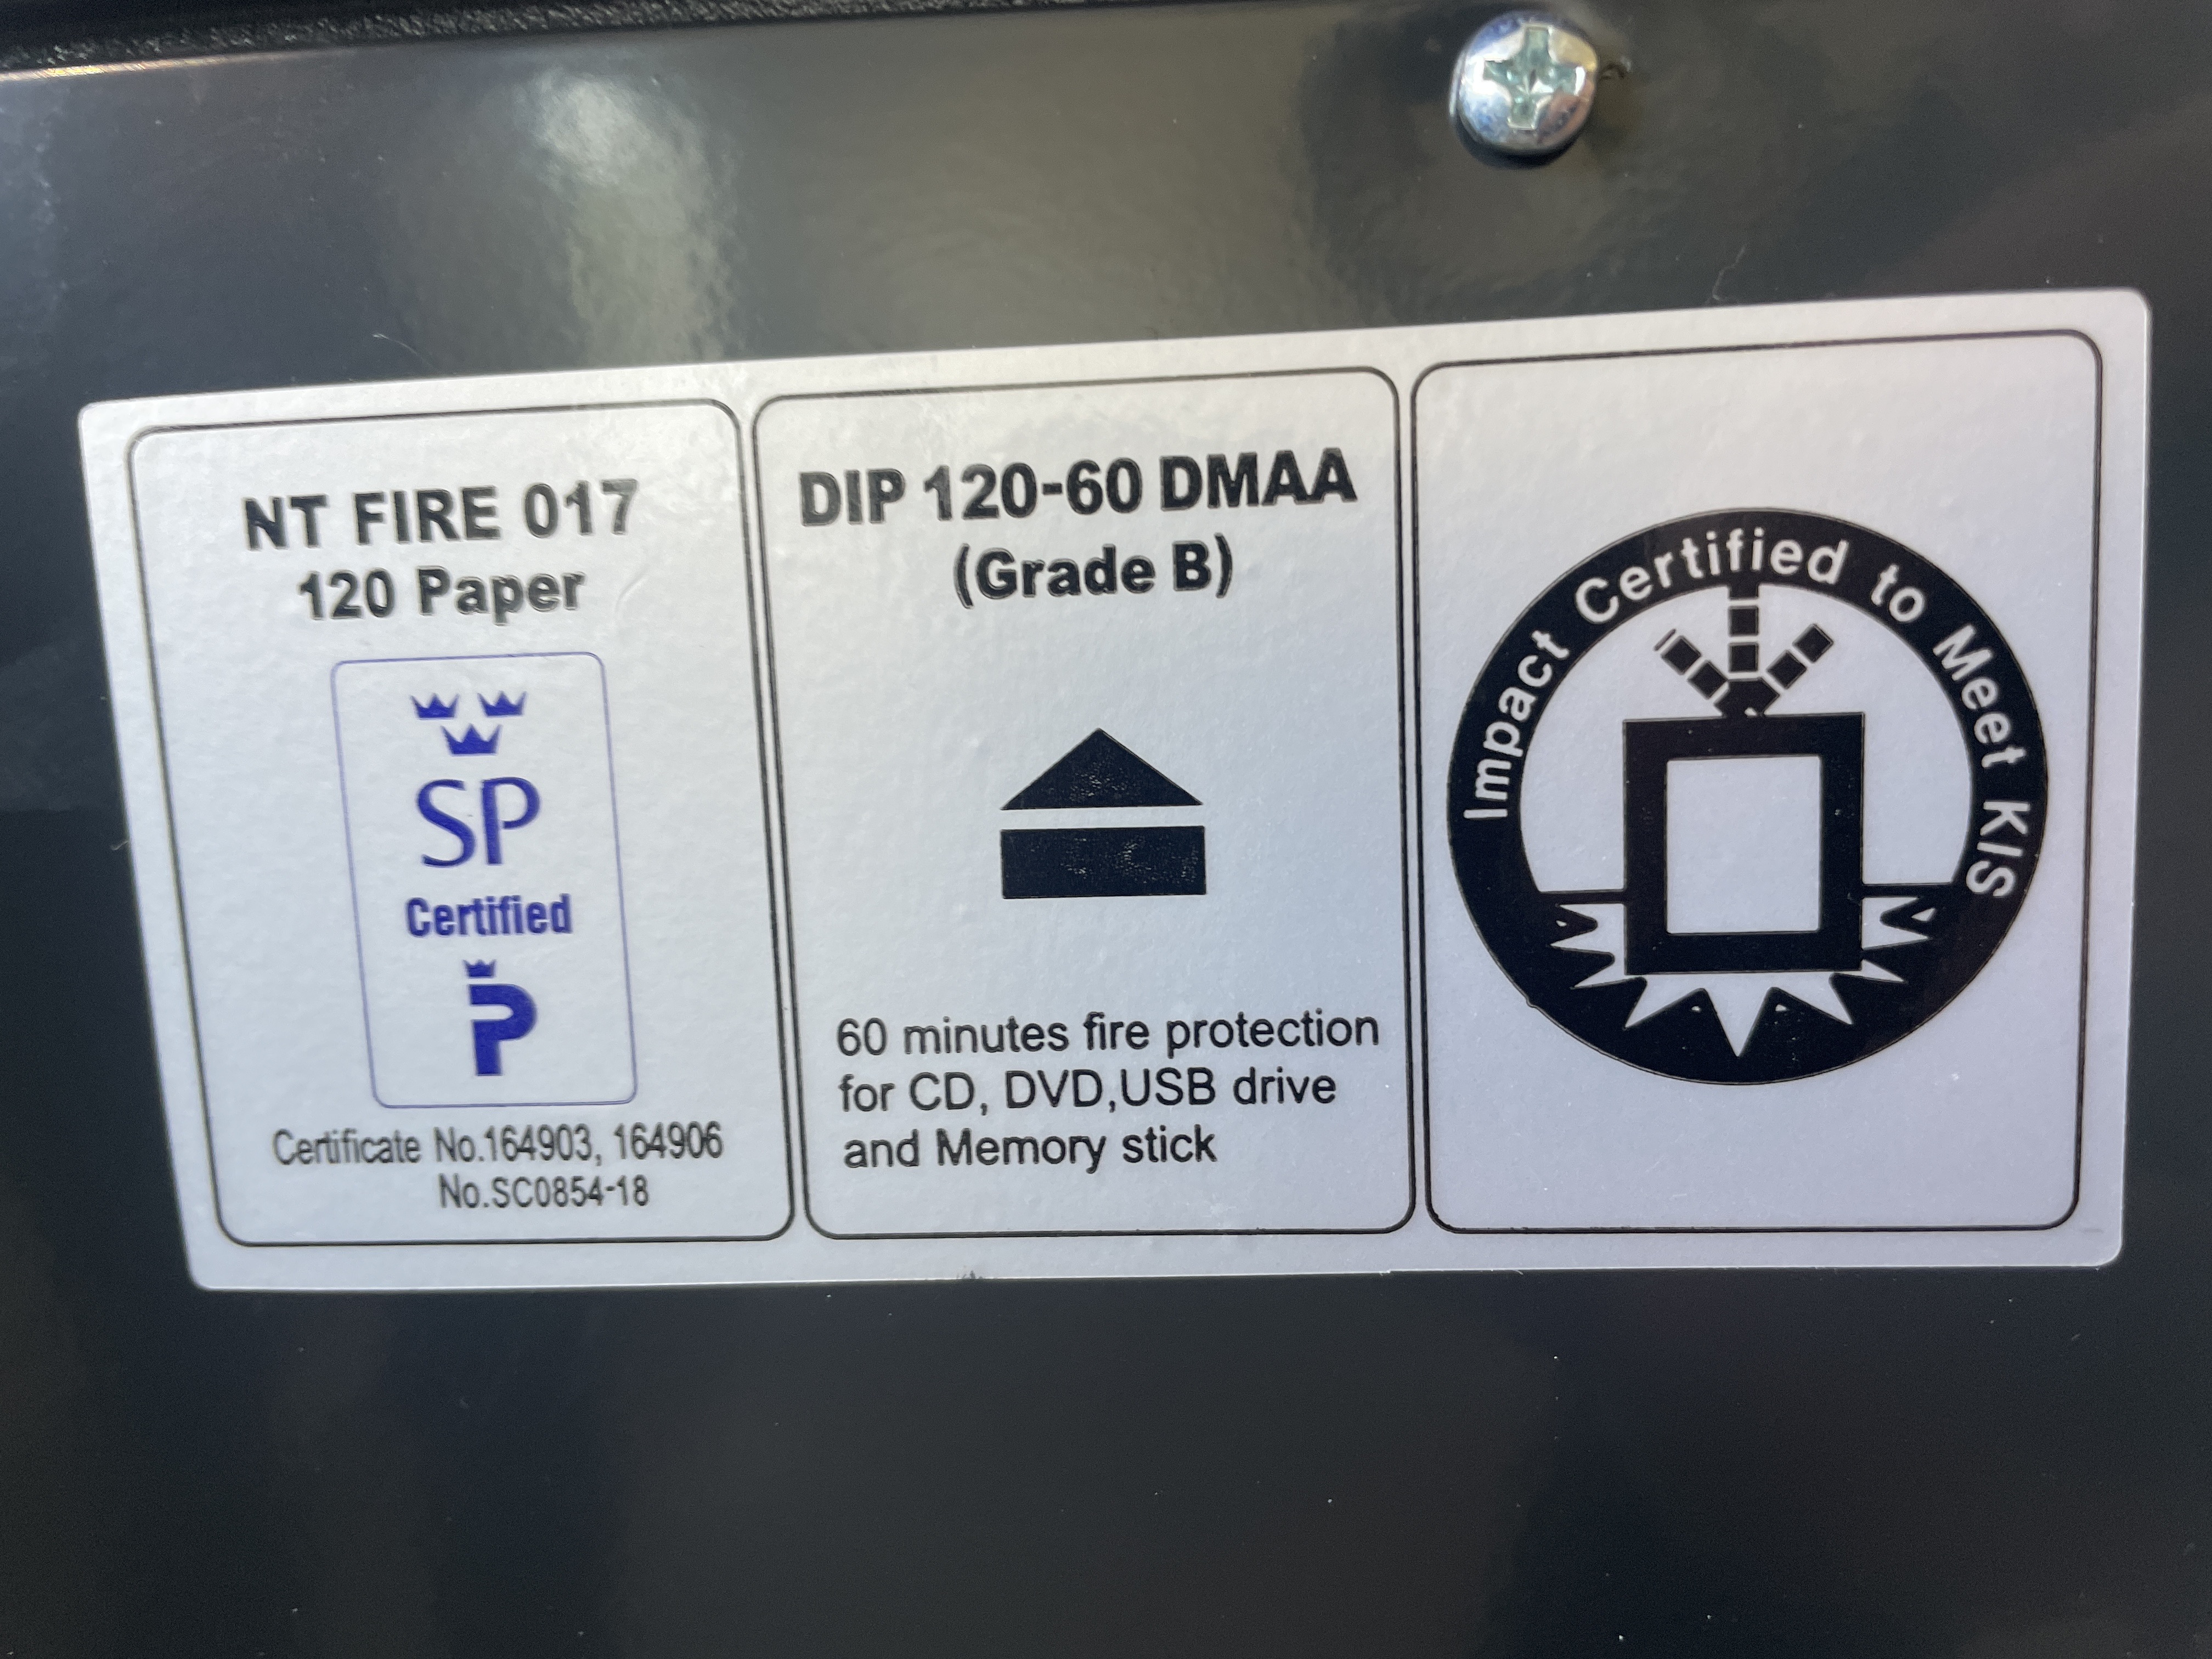 NT FIRE 017
120 Paper
SP
Certified
P
Certificate No.164903, 164906
No.SC0854-18
DIP 120-60 DMAA
(Grade B)
60 minutes fire protection
for CD, DVD,USB drive
and Memory stick
Impact Certified to Meet KIS